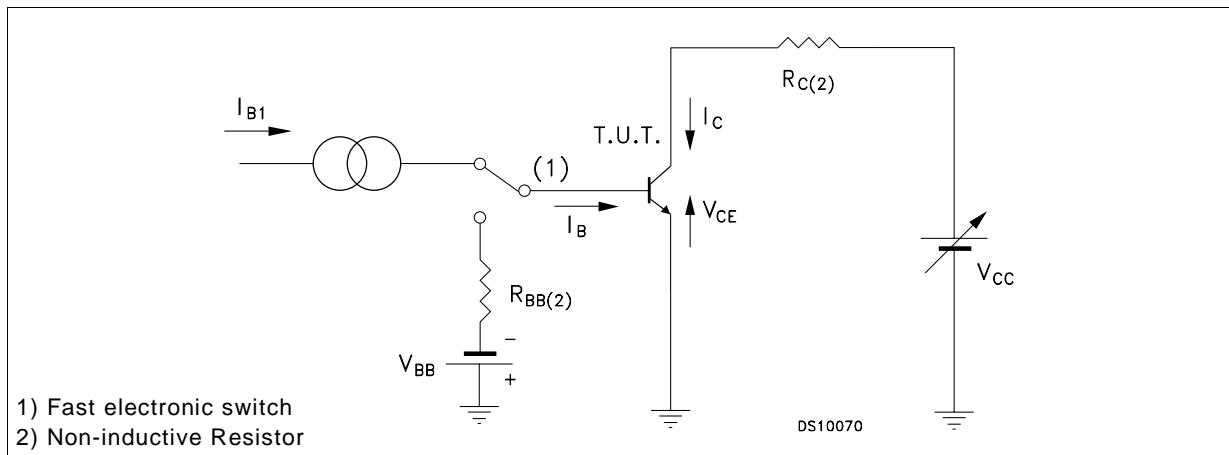 R_C(2)
I_B1
I_C
T.U.T.
(1)
I_B
V_CE
V_CC
R_BB(2)
V_BB
-
+
1) Fast electronic switch
2) Non-inductive Resistor
DS10070